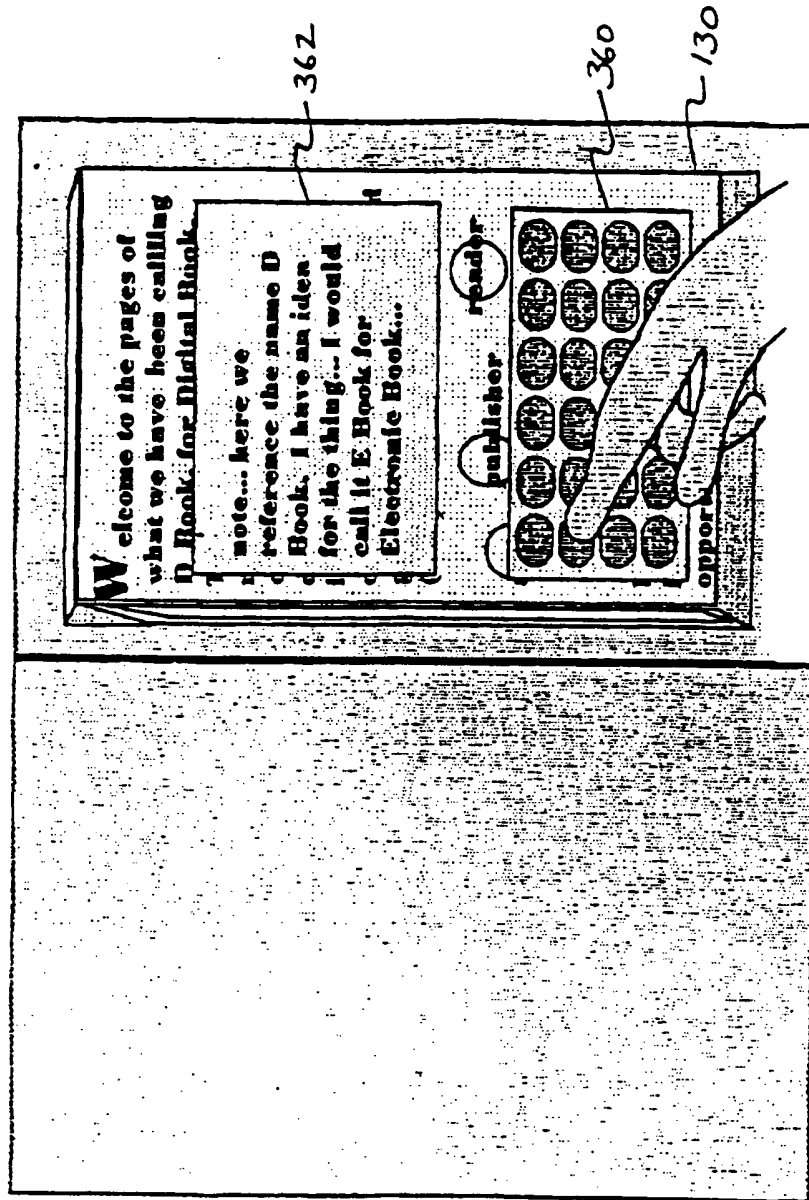 Welcome to the pages of
what we have been callling
D Book, for Digital Book.
note... here we
reference the name D
Book. I have an idea
for the thing... I would
call it E Book for
Electronic Book...
publisher
reader
opport
362
360
130